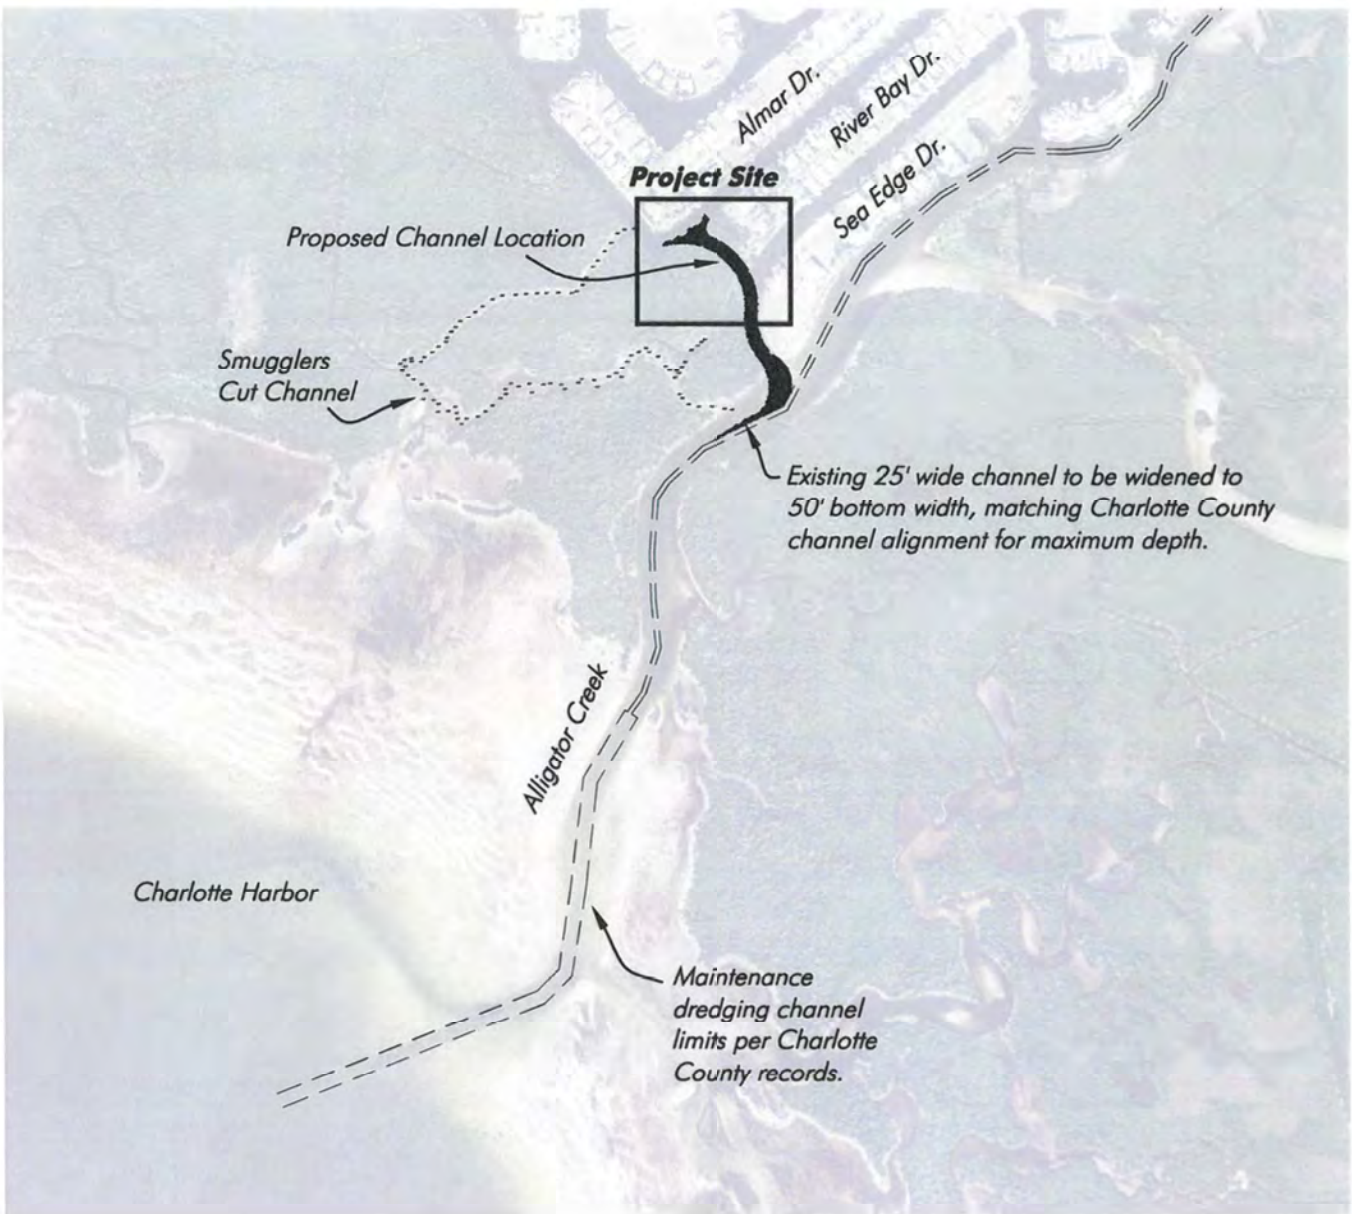 Almar Dr.
River Bay Dr.
Sea Edge Dr.
Project Site
Proposed Channel Location
Smugglers
Cut Channel
Existing 25' wide channel to be widened to
50' bottom width, matching Charlotte County
channel alignment for maximum depth.
Alligator Creek
Charlotte Harbor
Maintenance
dredging channel
limits per Charlotte
County records.